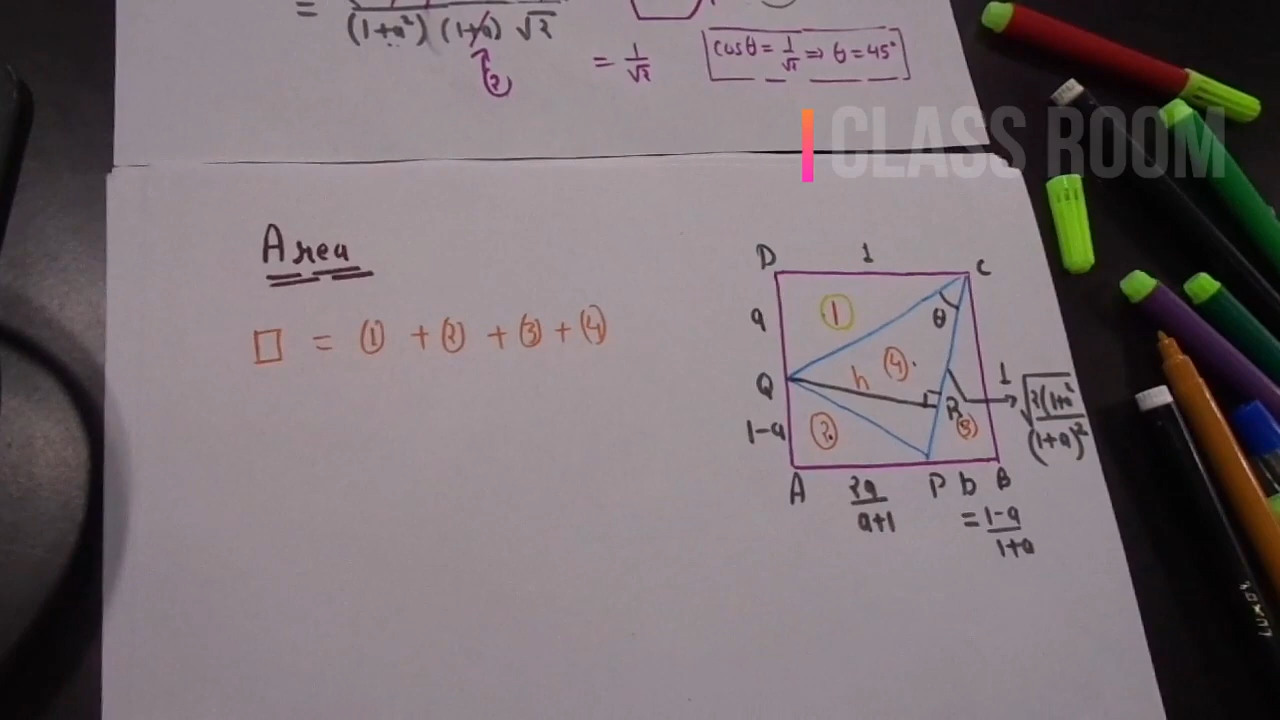 =
(1+a²) (1+a) √2
2
= 1/√2
cosθ = 1/√2 ⇒ θ = 45°
CLASS ROOM
Area
□ = ① + ② + ③ + ④
D 1 C
a ① θ
④
Q h 1
R √2(1+a²)/(1+a)²
1-a ② ③
A 2a/a+1 P b B
= 1-a/1+a